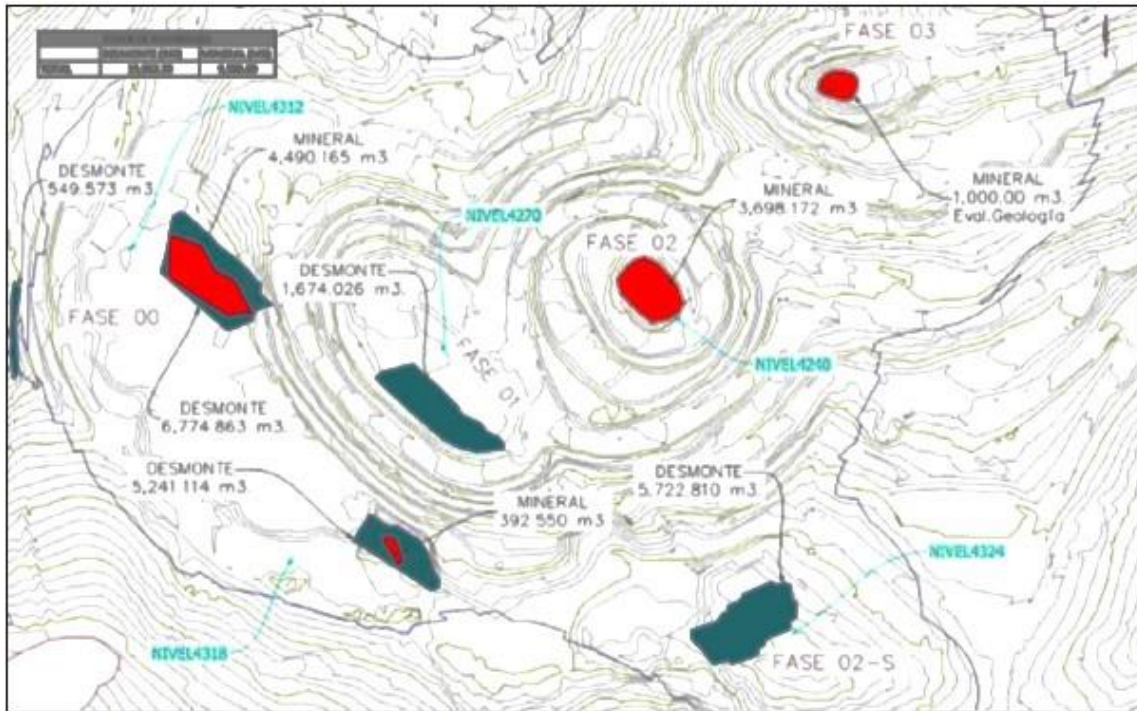 FASE 03
NIVEL4312
MINERAL
4,490.165 m3
DESMONTE
549.573 m3.
MINERAL
1,000.00 m3.
Eval.Geología
MINERAL
3,698.172 m3
NIVEL4270
FASE 02
DESMONTE
1,674.026 m3.
FASE 00
FASE 01
NIVEL4240
DESMONTE
6,774.863 m3.
DESMONTE
5,241.114 m3.
DESMONTE
5,722.810 m3.
MINERAL
392.550 m3
NIVEL4324
NIVEL4318
FASE 02-S